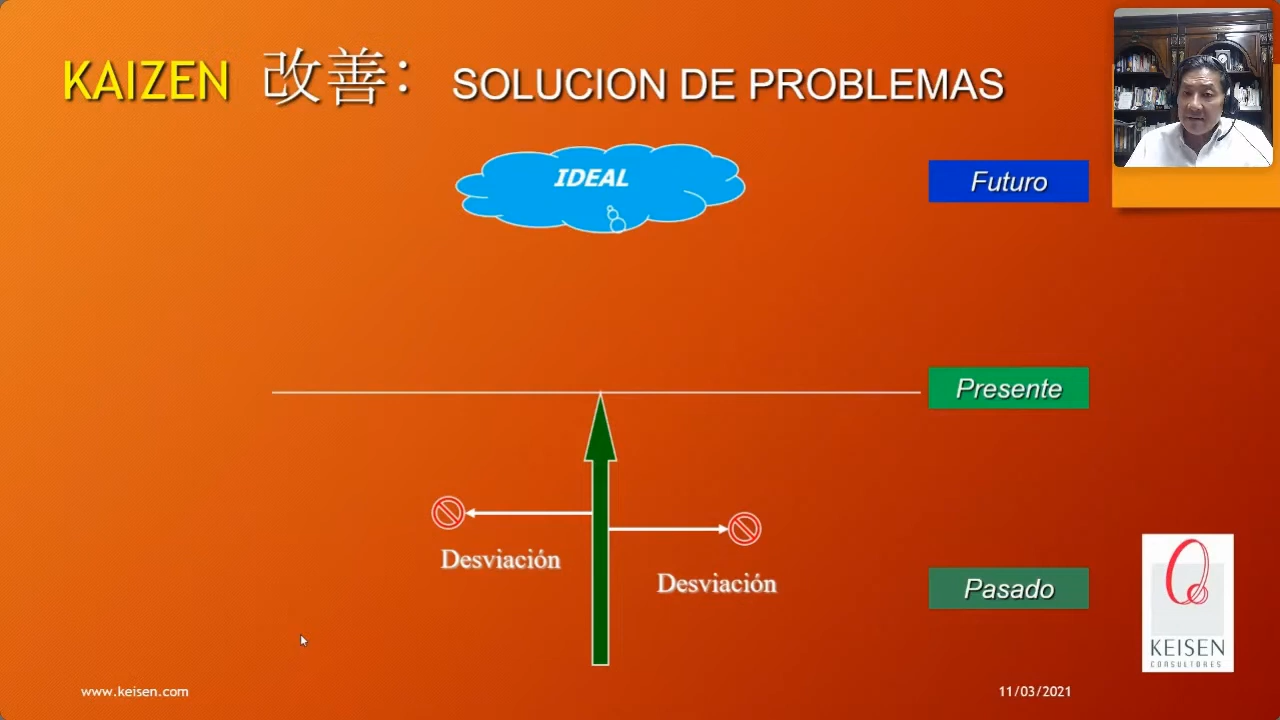 KAIZEN 改善: SOLUCION DE PROBLEMAS
IDEAL
Futuro
Presente
Desviación
Desviación
Pasado
KEISEN
CONSULTORES
www.keisen.com
11/03/2021